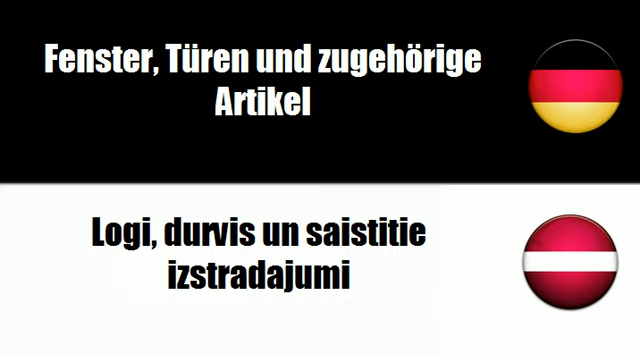 Fenster, Türen und zugehörige
Artikel
Logi, durvis un saistitie
izstradajumi